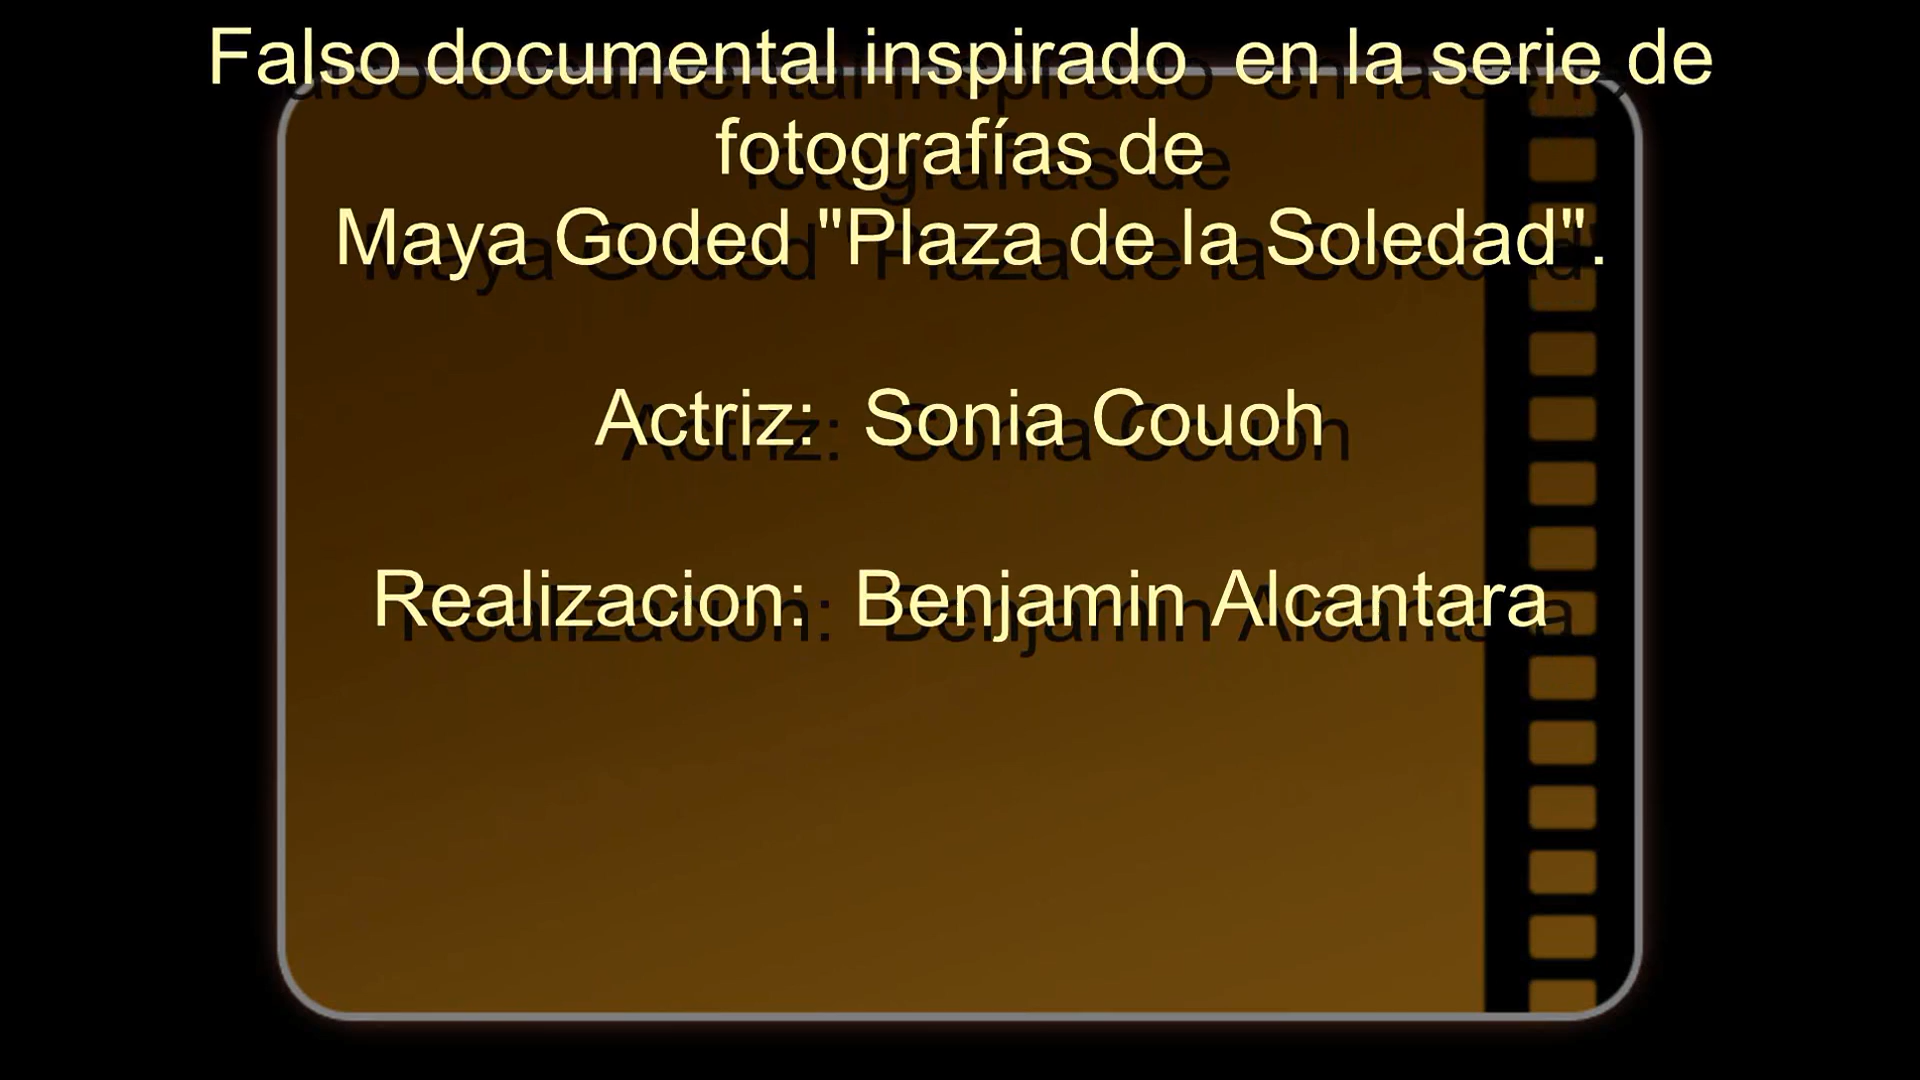 Falso documental inspirado  en la serie de
fotografías de
Maya Goded "Plaza de la Soledad".
Actriz:  Sonia Couoh
Realizacion:  Benjamin Alcantara